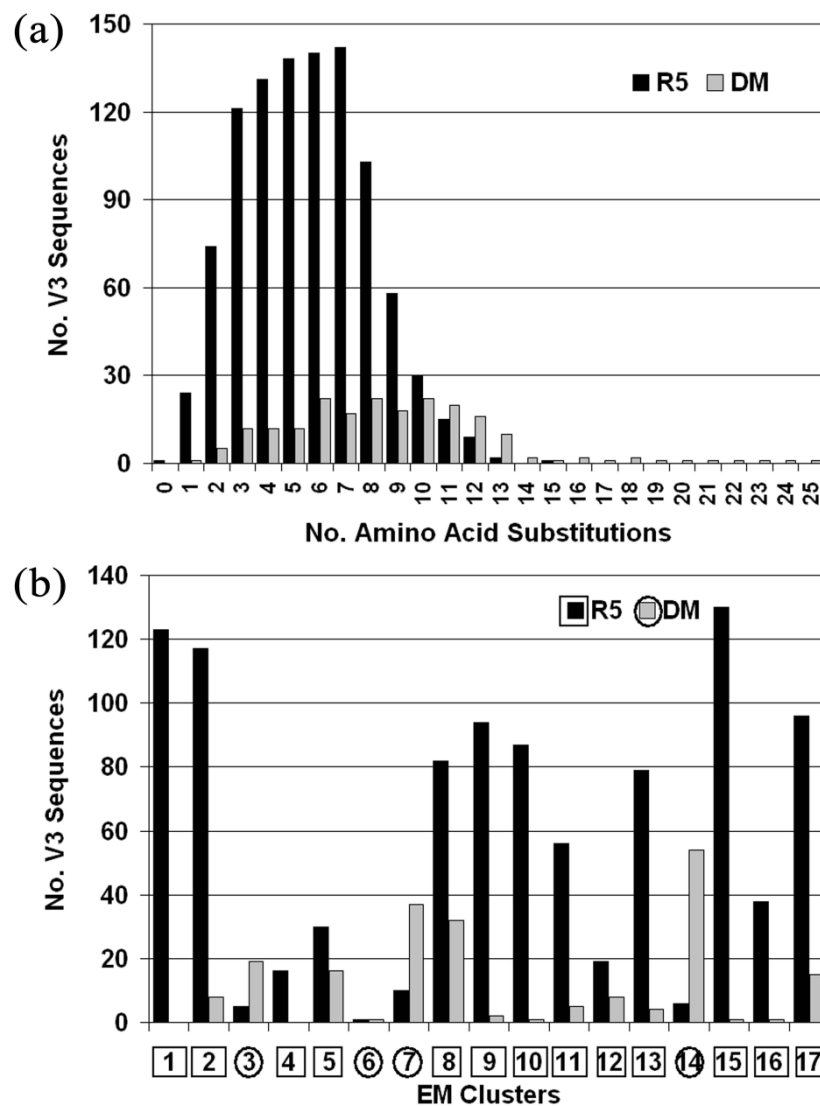 (a)
150
120
90
60
30
0
No. V3 Sequences
R5 DM
0 1 2 3 4 5 6 7 8 9 10 11 12 13 14 15 16 17 18 19 20 21 22 23 24 25
No. Amino Acid Substitutions
(b)
140
120
100
80
60
40
20
0
No. V3 Sequences
R5 DM
1 2 3 4 5 6 7 8 9 10 11 12 13 14 15 16 17
EM Clusters